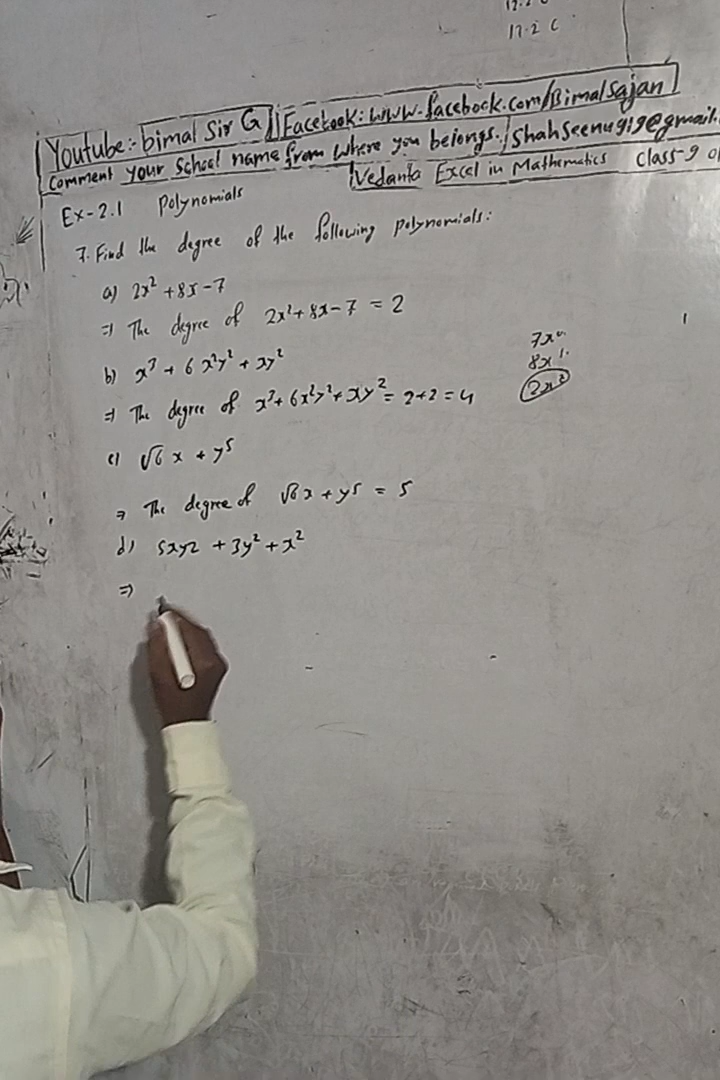 17.2 C
Youtube:- bimal Sir G || Facebook: www.facebook.com/Bimalsajan
Comment your School name from where you belongs. / Shahseenu919@gmail.
Vedanta Excel in Mathematics Class-9
Ex-2.1 Polynomials
7. Find the degree of the following polynomials:
a) 2x² + 8x - 7
⇒ The degree of 2x² + 8x - 7 = 2
b) x³ + 6x²y² + xy²
⇒ The degree of x³ + 6x²y² + xy² = 2+2 = 4
7x⁰
8x¹
2x²
c) √6 x + y⁵
⇒ The degree of √6 x + y⁵ = 5
d) 5xyz + 3y² + x²
⇒